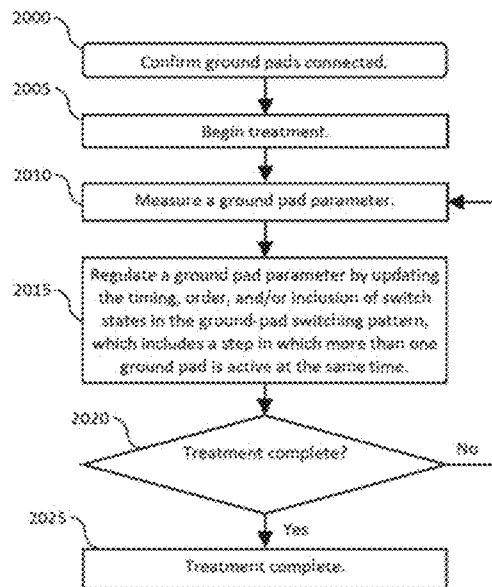 2000
Confirm ground pads connected.
2005
Begin treatment.
2010
Measure a ground pad parameter.
2015
Regulate a ground pad parameter by updating
the timing, order, and/or inclusion of switch
states in the ground-pad switching pattern,
which includes a step in which more than one
ground pad is active at the same time.
2020
Treatment complete?
No
Yes
2025
Treatment complete.